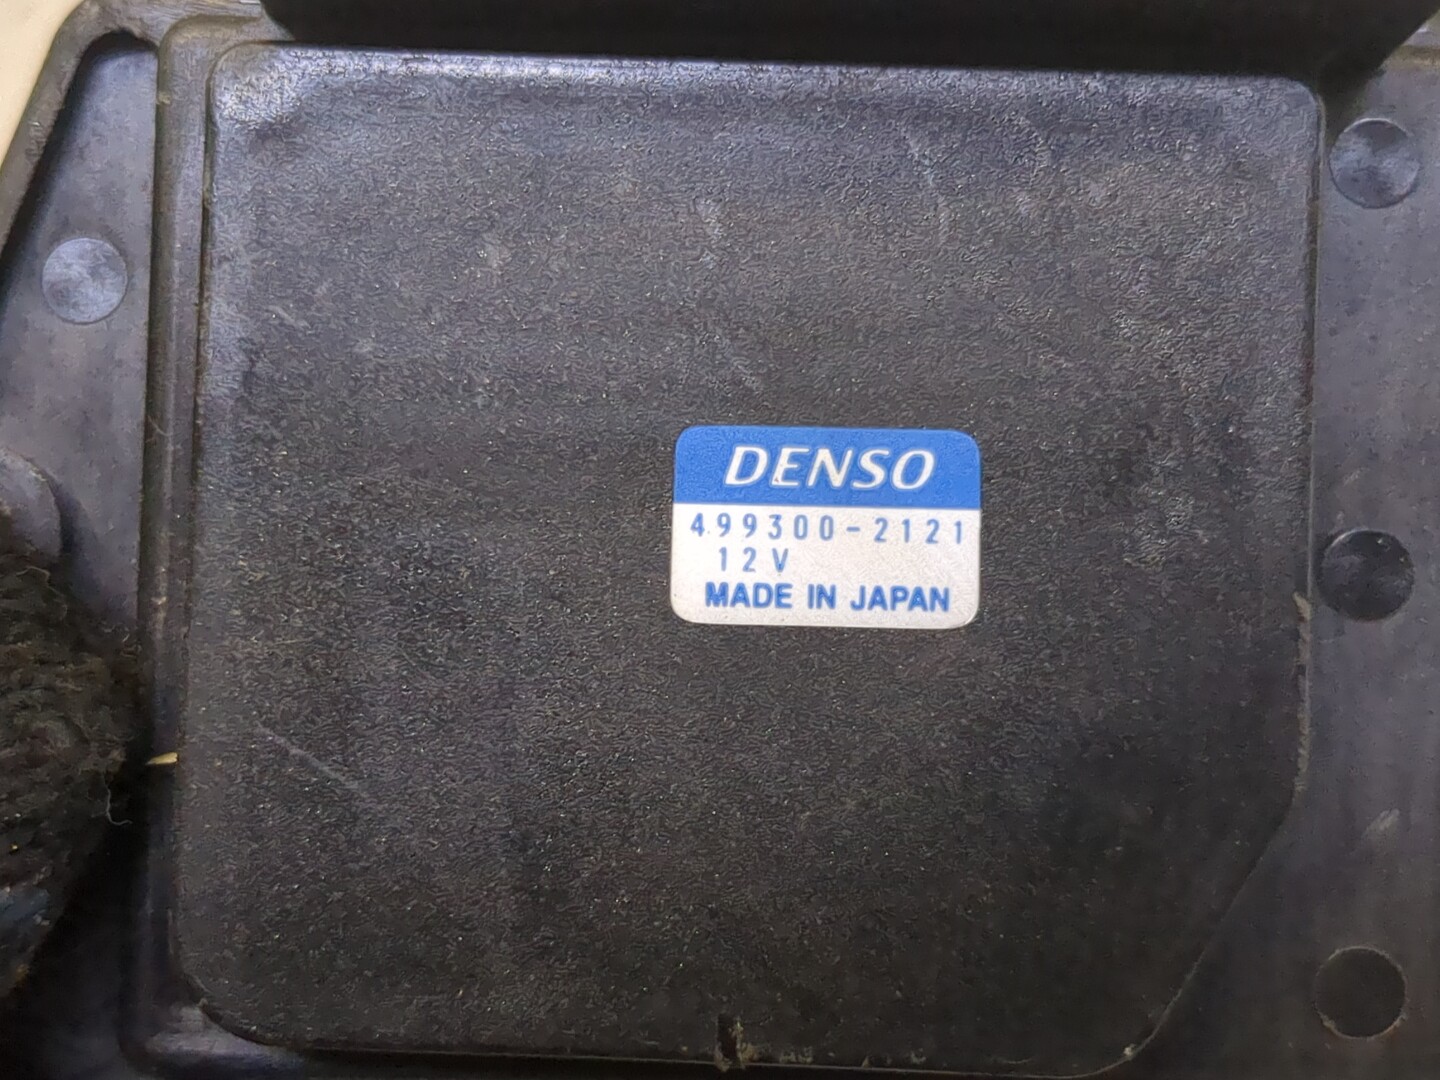 DENSO
499300-2121
12V
MADE IN JAPAN